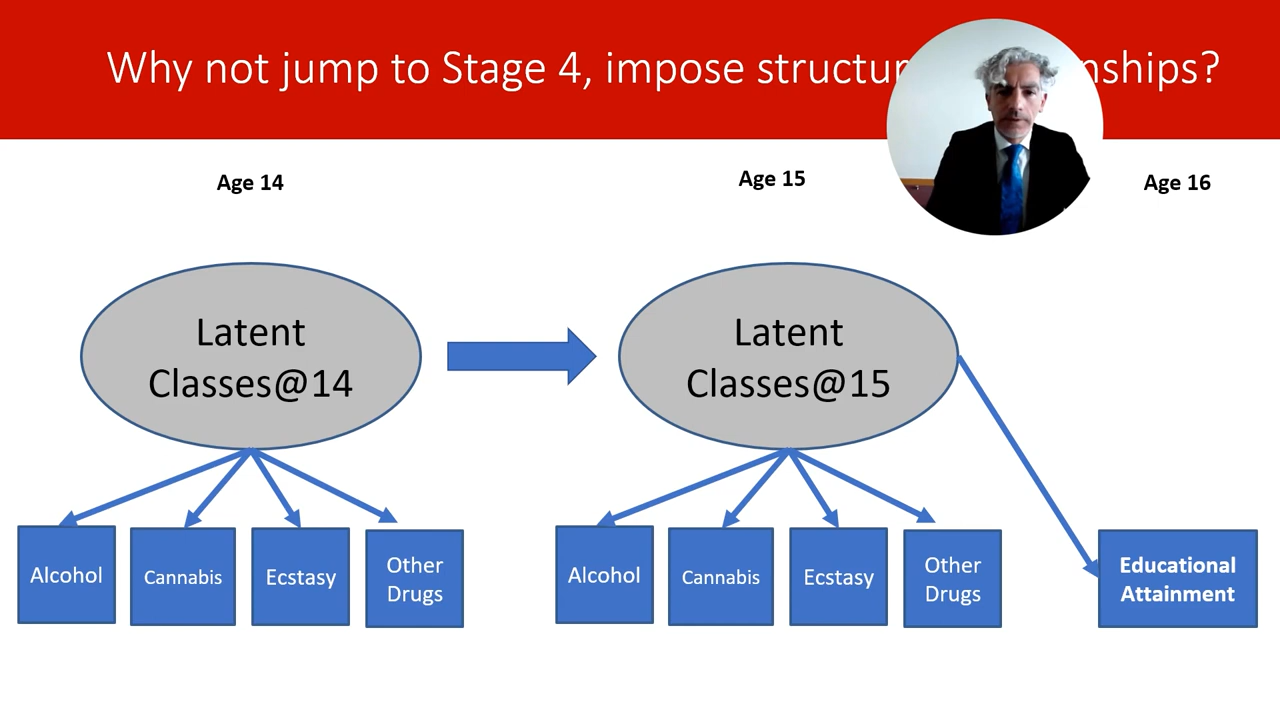 Why not jump to Stage 4, impose nships?
Age 14
Age 15
Age 16
Latent
Classes@14
Latent
Classes@15
Alcohol
Cannabis
Ecstasy
Other
Drugs
Alcohol
Cannabis
Ecstasy
Other
Drugs
Educational
Attainment